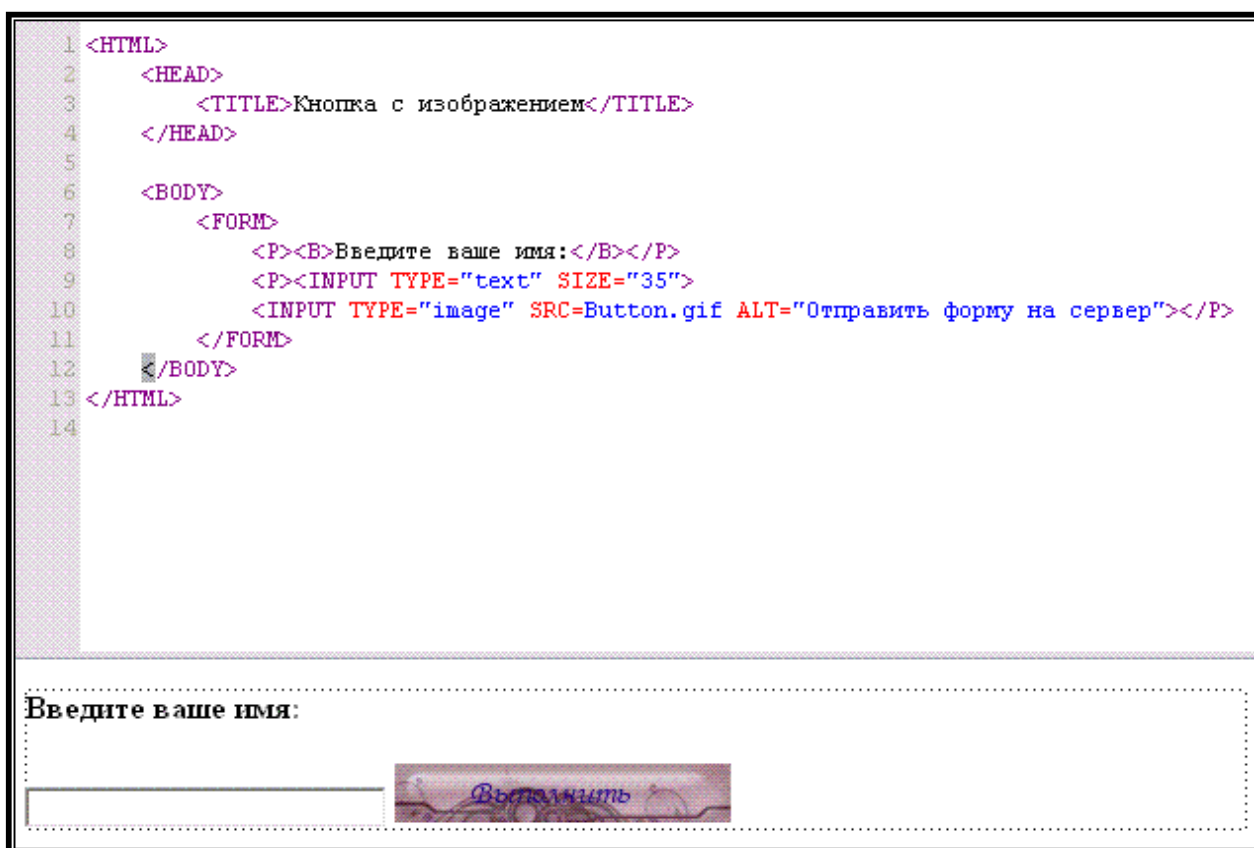 1 <HTML>
2 <HEAD>
3 <TITLE>Кнопка с изображением</TITLE>
4 </HEAD>
5
6 <BODY>
7 <FORM>
8 <P><B>Введите ваше имя:</B></P>
9 <P><INPUT TYPE="text" SIZE="35">
10 <INPUT TYPE="image" SRC=Button.gif ALT="Отправить форму на сервер"></P>
11 </FORM>
12 </BODY>
13 </HTML>
14
Введите ваше имя:
Выполнить